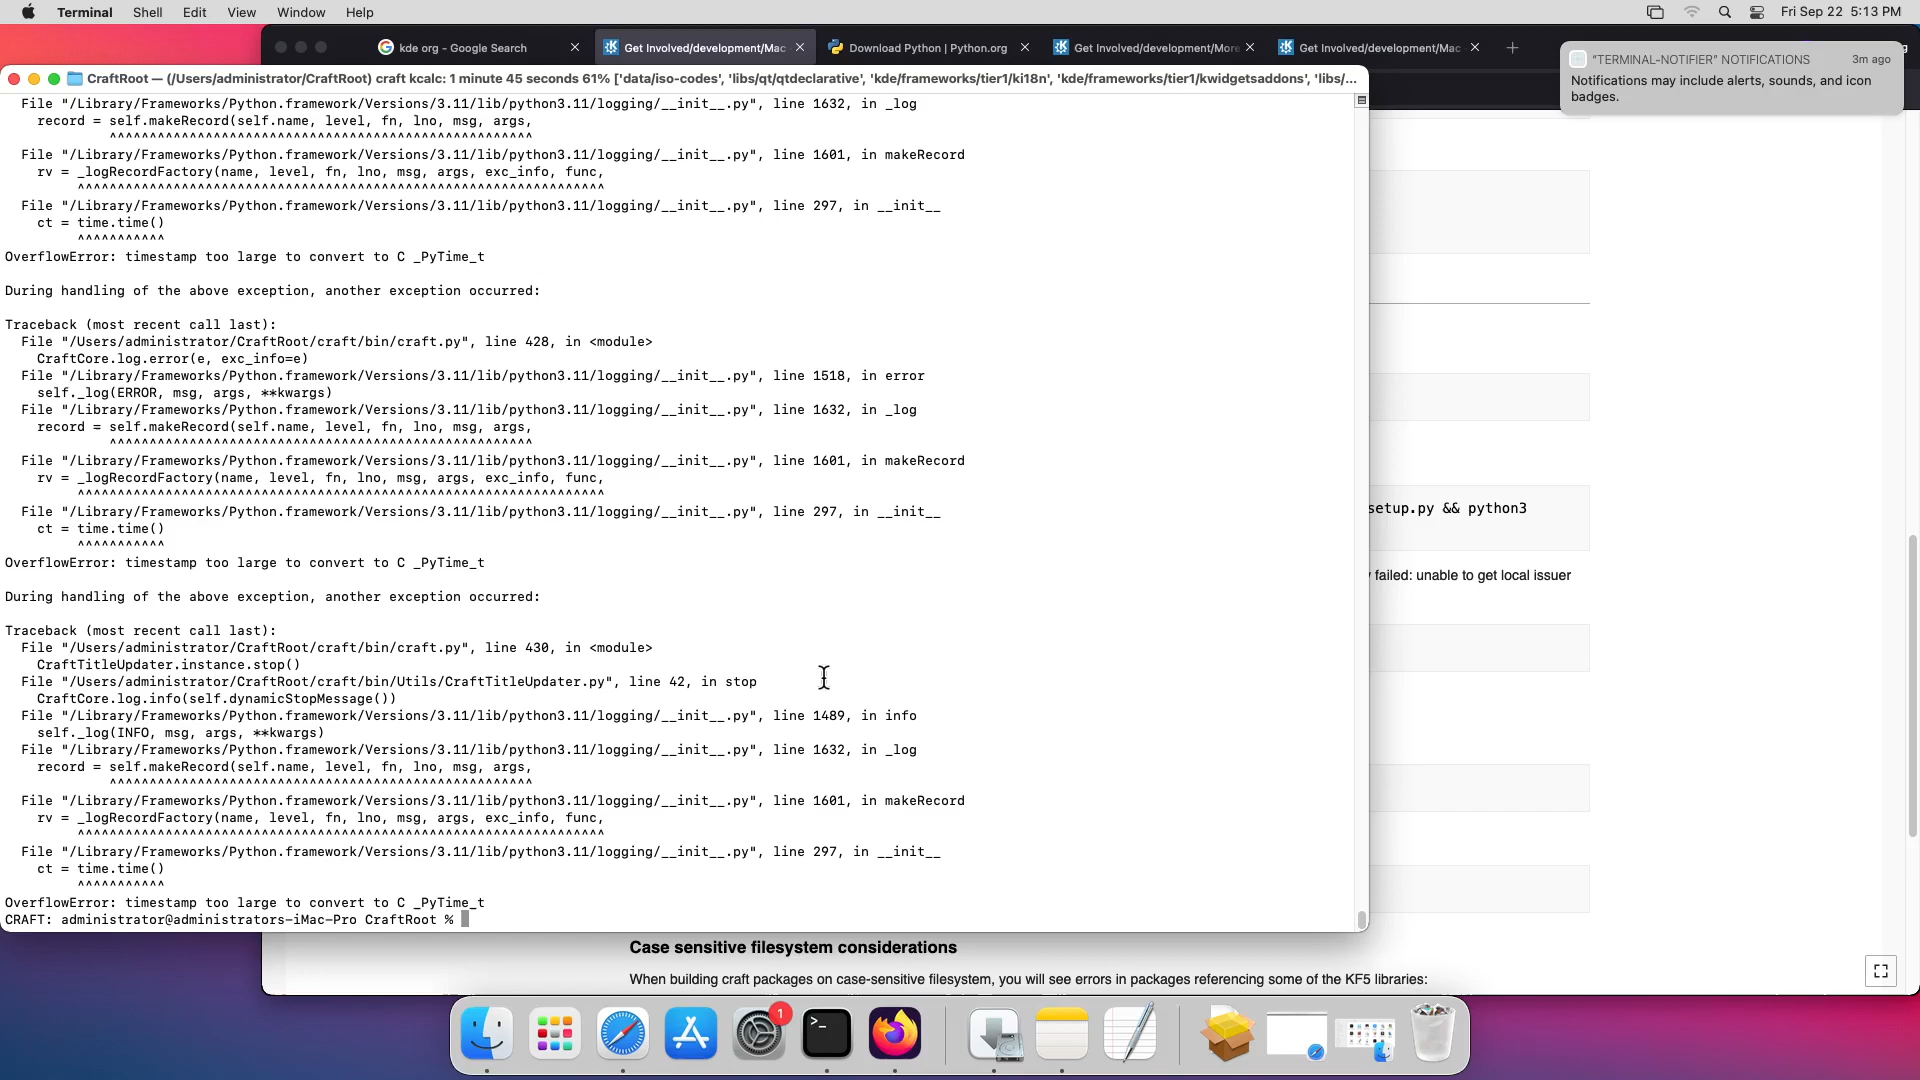 Terminal Shell Edit View Window Help Fri Sep 22 5:13 PM
kde org - Google Search Get Involved/development/Mac Download Python | Python.org Get Involved/development/More Get Involved/development/Mac
"TERMINAL-NOTIFIER" NOTIFICATIONS 3m ago
Notifications may include alerts, sounds, and icon
badges.
CraftRoot — (/Users/administrator/CraftRoot) craft kcalc: 1 minute 45 seconds 61% ['data/iso-codes', 'libs/qt/qtdeclarative', 'kde/frameworks/tier1/ki18n', 'kde/frameworks/tier1/kwidgetsaddons', 'libs/...
File "/Library/Frameworks/Python.framework/Versions/3.11/lib/python3.11/logging/__init__.py", line 1632, in _log
record = self.makeRecord(self.name, level, fn, lno, msg, args,
^^^^^^^^^^^^^^^^^^^^^^^^^^^^^^^^^^^^^^^^^^^^^^^^^^^^^
File "/Library/Frameworks/Python.framework/Versions/3.11/lib/python3.11/logging/__init__.py", line 1601, in makeRecord
rv = _logRecordFactory(name, level, fn, lno, msg, args, exc_info, func,
^^^^^^^^^^^^^^^^^^^^^^^^^^^^^^^^^^^^^^^^^^^^^^^^^^^^^^^^^^^^^^^^^^
File "/Library/Frameworks/Python.framework/Versions/3.11/lib/python3.11/logging/__init__.py", line 297, in __init__
ct = time.time()
^^^^^^^^^^^
OverflowError: timestamp too large to convert to C _PyTime_t
During handling of the above exception, another exception occurred:
Traceback (most recent call last):
File "/Users/administrator/CraftRoot/craft/bin/craft.py", line 428, in <module>
CraftCore.log.error(e, exc_info=e)
File "/Library/Frameworks/Python.framework/Versions/3.11/lib/python3.11/logging/__init__.py", line 1518, in error
self._log(ERROR, msg, args, **kwargs)
File "/Library/Frameworks/Python.framework/Versions/3.11/lib/python3.11/logging/__init__.py", line 1632, in _log
record = self.makeRecord(self.name, level, fn, lno, msg, args,
^^^^^^^^^^^^^^^^^^^^^^^^^^^^^^^^^^^^^^^^^^^^^^^^^^^^^
File "/Library/Frameworks/Python.framework/Versions/3.11/lib/python3.11/logging/__init__.py", line 1601, in makeRecord
rv = _logRecordFactory(name, level, fn, lno, msg, args, exc_info, func,
^^^^^^^^^^^^^^^^^^^^^^^^^^^^^^^^^^^^^^^^^^^^^^^^^^^^^^^^^^^^^^^^^^
File "/Library/Frameworks/Python.framework/Versions/3.11/lib/python3.11/logging/__init__.py", line 297, in __init__
ct = time.time()
^^^^^^^^^^^
OverflowError: timestamp too large to convert to C _PyTime_t
During handling of the above exception, another exception occurred:
Traceback (most recent call last):
File "/Users/administrator/CraftRoot/craft/bin/craft.py", line 430, in <module>
CraftTitleUpdater.instance.stop()
File "/Users/administrator/CraftRoot/craft/bin/Utils/CraftTitleUpdater.py", line 42, in stop
CraftCore.log.info(self.dynamicStopMessage())
File "/Library/Frameworks/Python.framework/Versions/3.11/lib/python3.11/logging/__init__.py", line 1489, in info
self._log(INFO, msg, args, **kwargs)
File "/Library/Frameworks/Python.framework/Versions/3.11/lib/python3.11/logging/__init__.py", line 1632, in _log
record = self.makeRecord(self.name, level, fn, lno, msg, args,
^^^^^^^^^^^^^^^^^^^^^^^^^^^^^^^^^^^^^^^^^^^^^^^^^^^^^
File "/Library/Frameworks/Python.framework/Versions/3.11/lib/python3.11/logging/__init__.py", line 1601, in makeRecord
rv = _logRecordFactory(name, level, fn, lno, msg, args, exc_info, func,
^^^^^^^^^^^^^^^^^^^^^^^^^^^^^^^^^^^^^^^^^^^^^^^^^^^^^^^^^^^^^^^^^^
File "/Library/Frameworks/Python.framework/Versions/3.11/lib/python3.11/logging/__init__.py", line 297, in __init__
ct = time.time()
^^^^^^^^^^^
OverflowError: timestamp too large to convert to C _PyTime_t
CRAFT: administrator@administrators-iMac-Pro CraftRoot %
setup.py && python3
failed: unable to get local issuer
Case sensitive filesystem considerations
When building craft packages on case-sensitive filesystem, you will see errors in packages referencing some of the KF5 libraries:
1